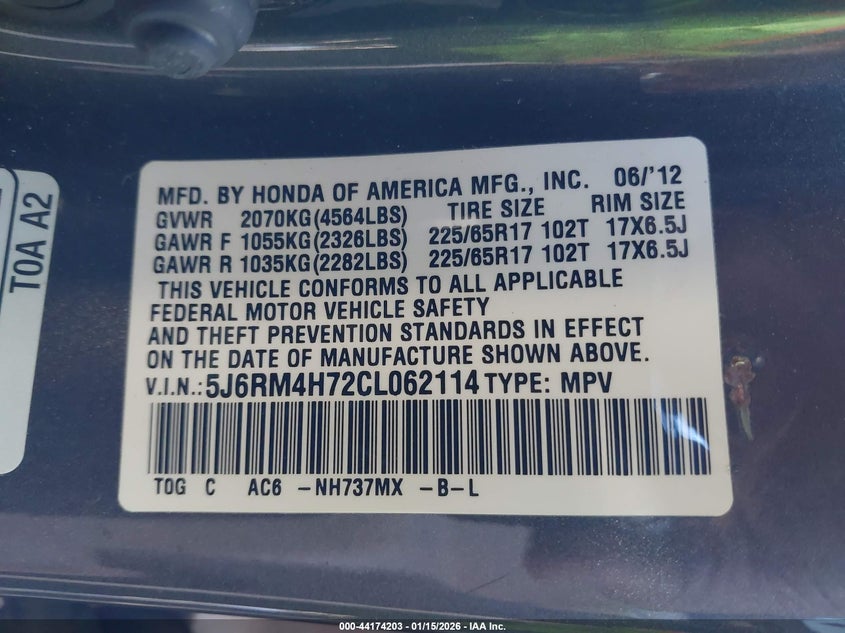 MFD. BY HONDA OF AMERICA MFG., INC. 06/'12
GVWR 2070KG(4564LBS) TIRE SIZE RIM SIZE
GAWR F 1055KG(2326LBS) 225/65R17 102T 17X6.5J
GAWR R 1035KG(2282LBS) 225/65R17 102T 17X6.5J
THIS VEHICLE CONFORMS TO ALL APPLICABLE
FEDERAL MOTOR VEHICLE SAFETY
AND THEFT PREVENTION STANDARDS IN EFFECT
ON THE DATE OF MANUFACTURE SHOWN ABOVE.
V.I.N.: 5J6RM4H72CL062114 TYPE: MPV
T0G C AC6 -NH737MX -B-L
T0A A2
000-44174203 - 01/15/2026 - IAA Inc.